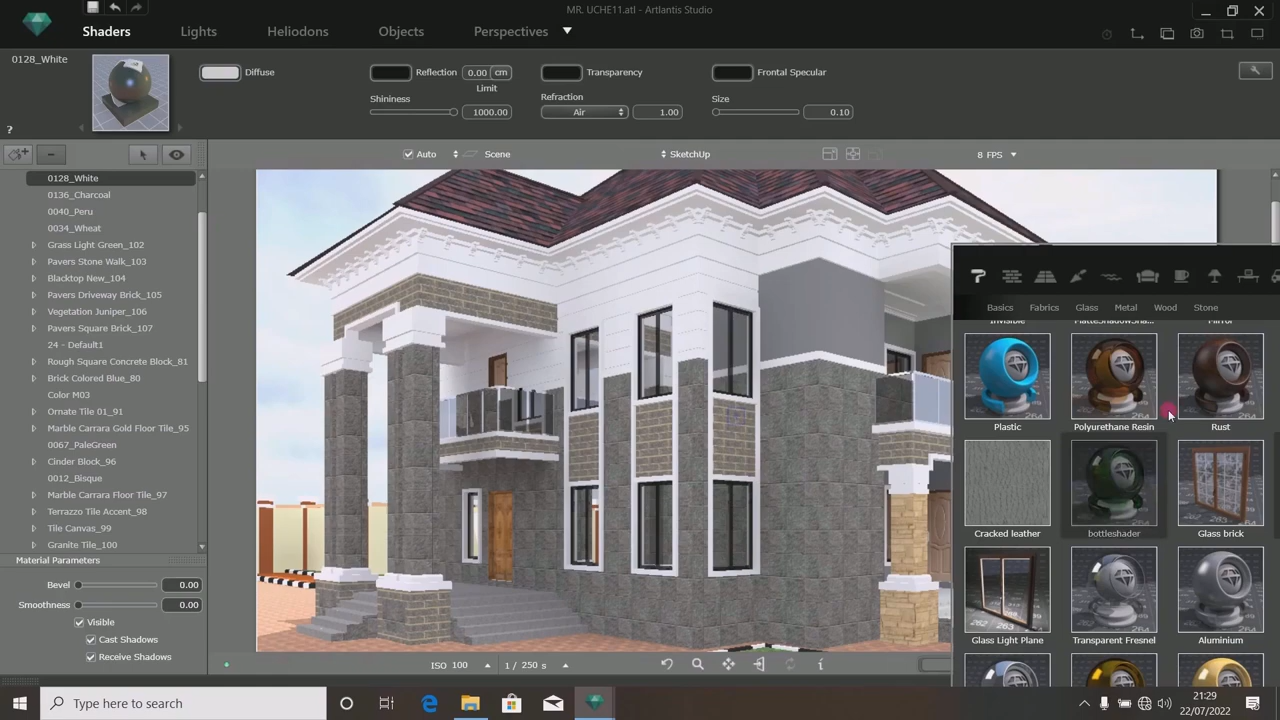 MR. UCHE11.atl - Artlantis Studio
Shaders
Lights
Heliodons
Objects
Perspectives
0128_White
Diffuse
Reflection
0.00
cm
Limit
Shininess
1000.00
Transparency
Refraction
Air
1.00
Frontal Specular
Size
0.10
?
Auto
Scene
SketchUp
8 FPS
0128_White
0136_Charcoal
0040_Peru
0034_Wheat
Grass Light Green_102
Pavers Stone Walk_103
Blacktop New_104
Pavers Driveway Brick_105
Vegetation Juniper_106
Pavers Square Brick_107
24 - Default1
Rough Square Concrete Block_81
Brick Colored Blue_80
Color M03
Ornate Tile 01_91
Marble Carrara Gold Floor Tile_95
0067_PaleGreen
Cinder Block_96
0012_Bisque
Marble Carrara Floor Tile_97
Terrazzo Tile Accent_98
Tile Canvas_99
Granite Tile_100
Material Parameters
Bevel
0.00
Smoothness
0.00
Visible
Cast Shadows
Receive Shadows
Basics
Fabrics
Glass
Metal
Wood
Stone
Invisible
MatteShadowSha...
Mirror
Plastic
Polyurethane Resin
Rust
Cracked leather
bottleshader
Glass brick
Glass Light Plane
Transparent Fresnel
Aluminium
ISO 100
1 / 250 s
Type here to search
21:29
22/07/2022